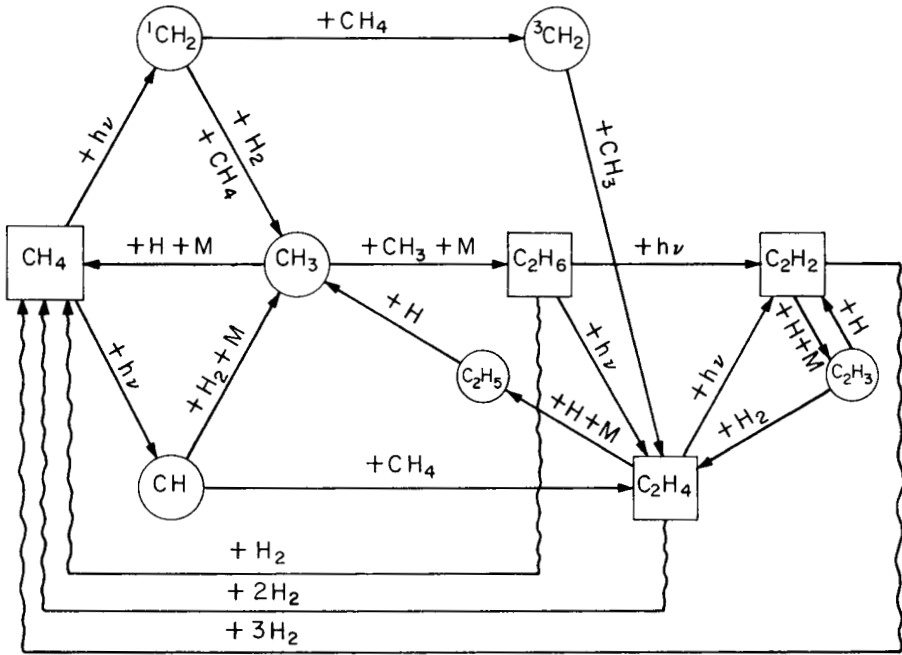 ¹CH₂
+CH₄
³CH₂
+hν
+H₂
+CH₄
+CH₃
CH₄
+H+M
CH₃
+CH₃+M
C₂H₆
+hν
C₂H₂
+hν
+H₂+M
+H
C₂H₅
+hν
+H+M
+hν
+H+M
+H
C₂H₃
+H₂
CH
+CH₄
C₂H₄
+H₂
+2H₂
+3H₂